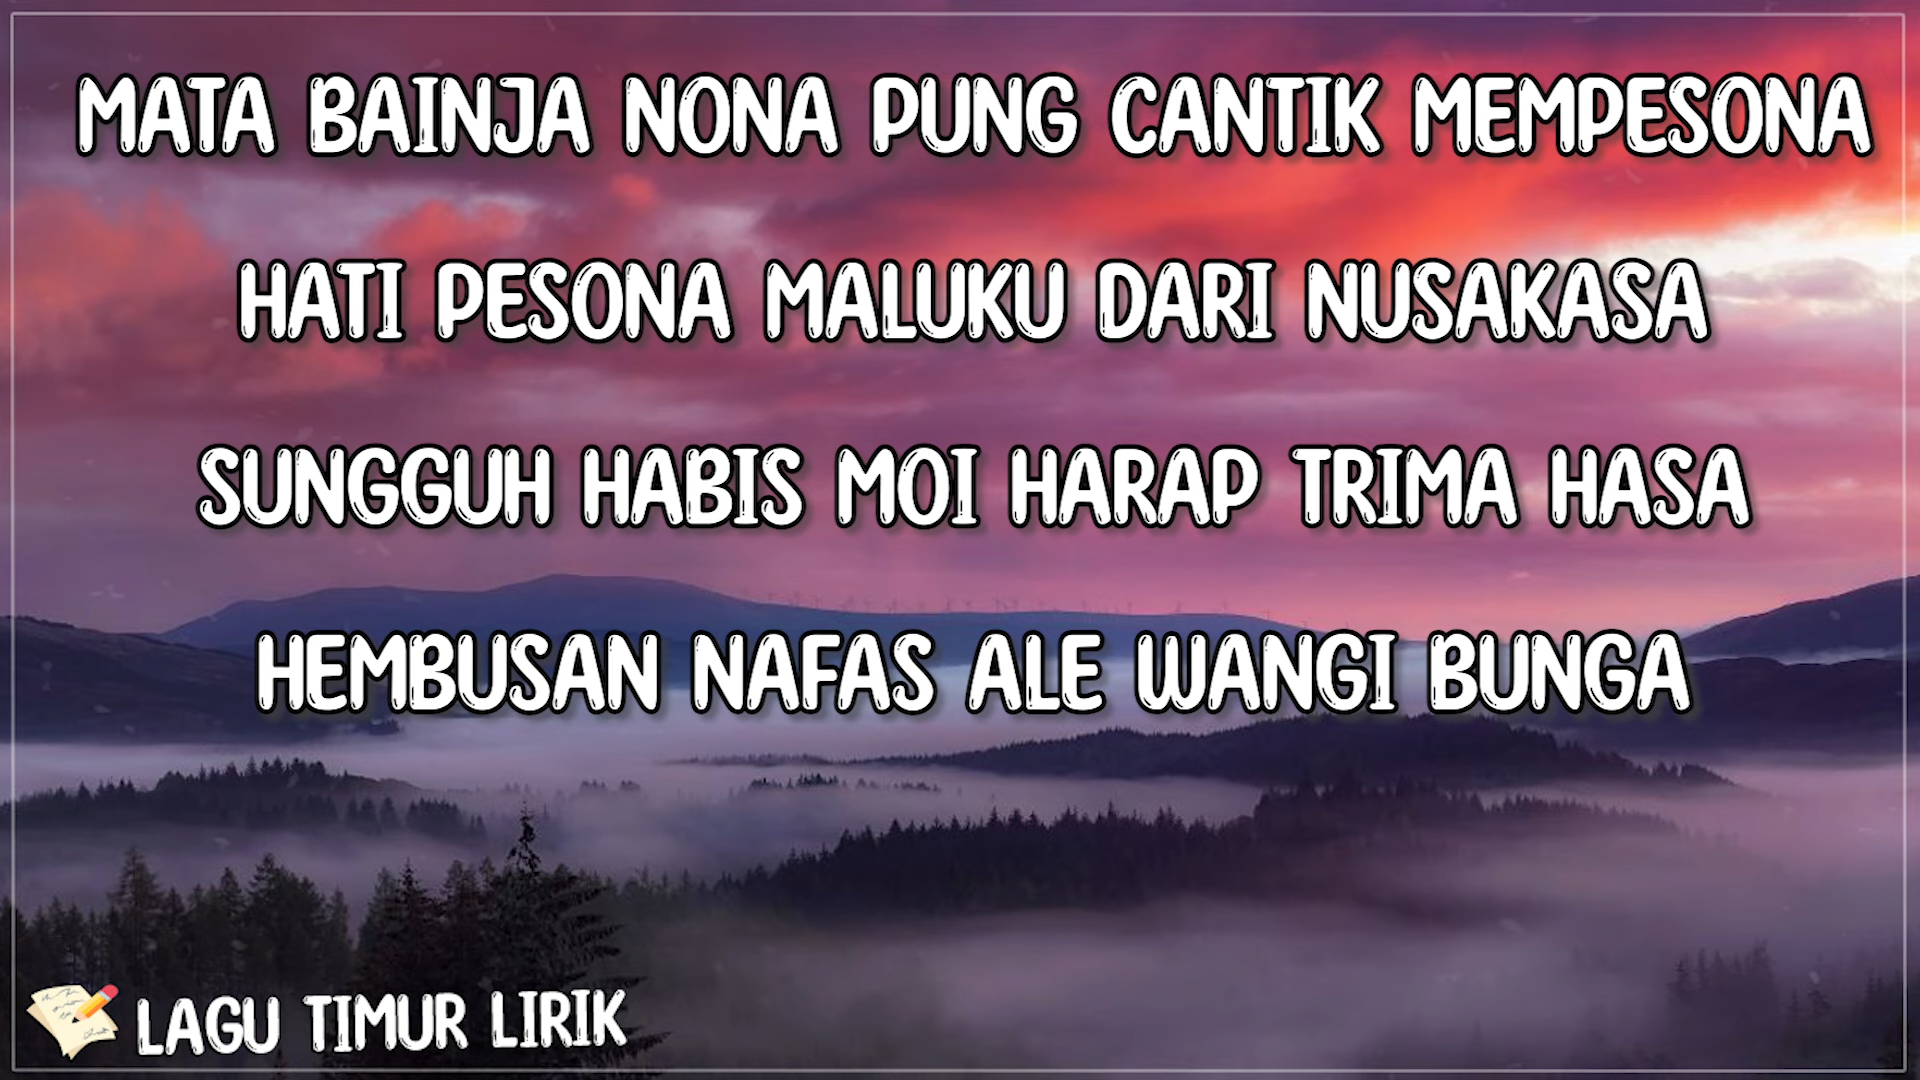 MATA BAINJA NONA PUNG CANTIK MEMPESONA
HATI PESONA MALUKU DARI NUSAKASA
SUNGGUH HABIS MOI HARAP TRIMA HASA
HEMBUSAN NAFAS ALE WANGI BUNGA
LAGU TIMUR LIRIK